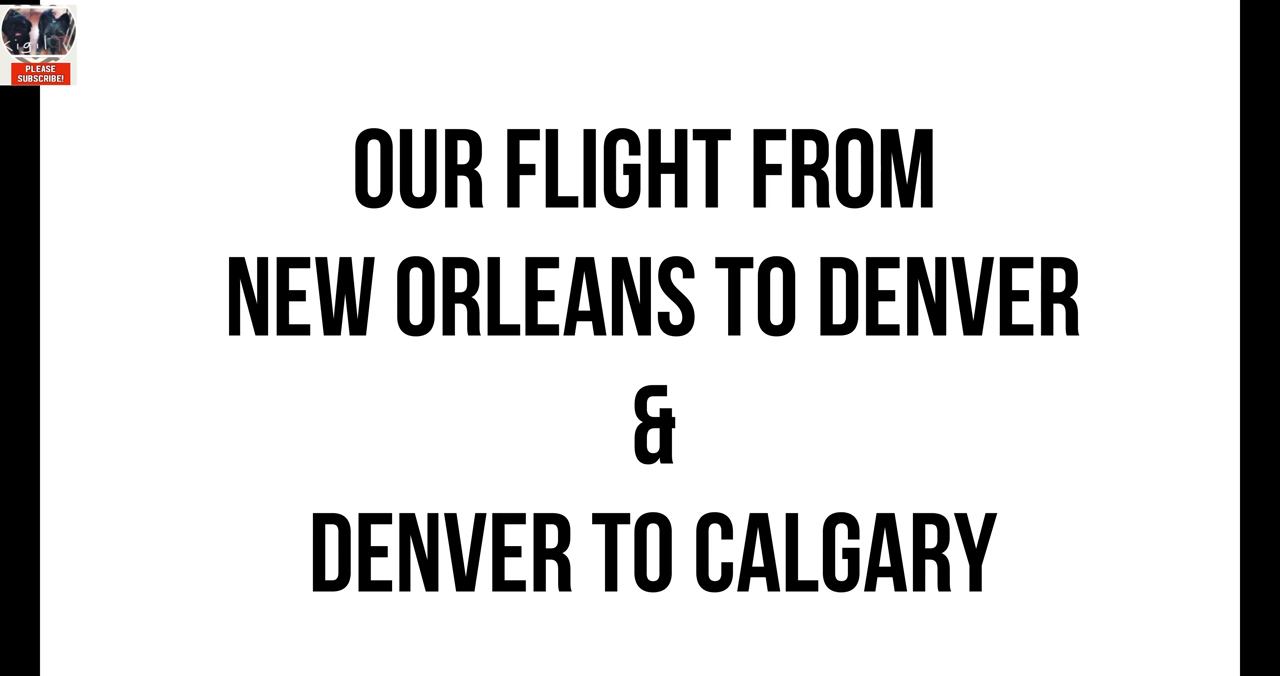 PLEASE
SUBSCRIBE!
OUR FLIGHT FROM
NEW ORLEANS TO DENVER
&
DENVER TO CALGARY